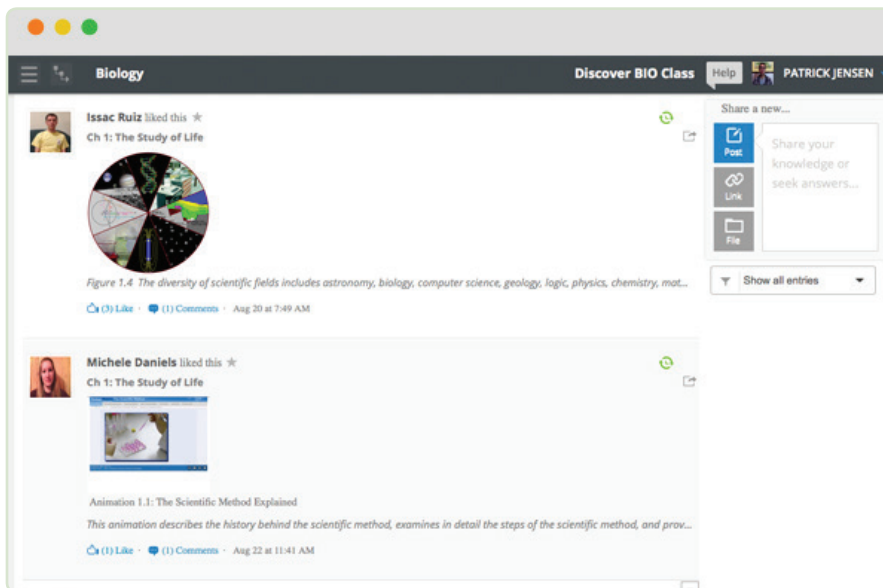 Biology
Discover BIO Class
Help
PATRICK JENSEN
Issac Ruiz liked this
Ch 1: The Study of Life
Figure 1.4 The diversity of scientific fields includes astronomy, biology, computer science, geology, logic, physics, chemistry, mat...
(3) Like · (1) Comments · Aug 20 at 7:49 AM
Michele Daniels liked this
Ch 1: The Study of Life
Animation 1.1: The Scientific Method Explained
This animation describes the history behind the scientific method, examines in detail the steps of the scientific method, and prov...
(1) Like · (1) Comments · Aug 22 at 11:41 AM
Share a new...
Post
Link
File
Share your
knowledge or
seek answers...
Show all entries